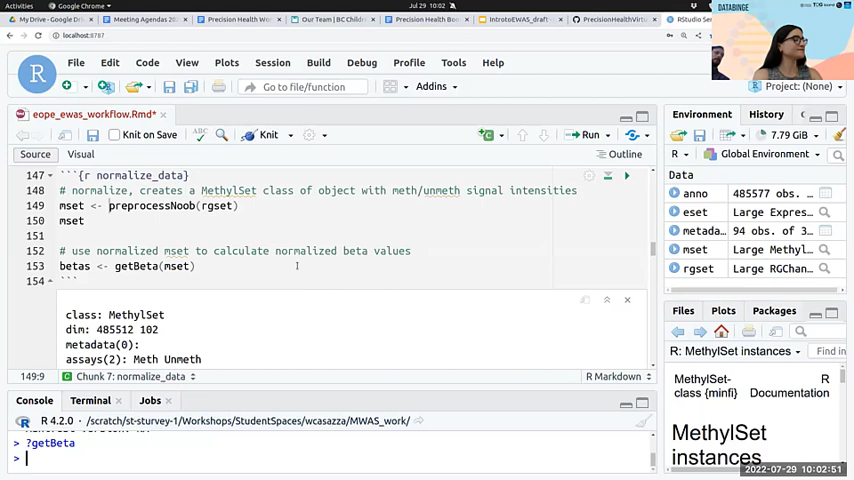 Activities
Google Chrome
Jul 29 10:02
My Drive - Google Dri
Meeting Agendas 202
Precision Health Wo
Our Team | BC Childre
Precision Health Boo
IntrotoEWAS_draft -
PrecisionHealthVirtu
RStudio Serv
localhost:8787
DATABINGE
R
File Edit Code View Plots Session Build Debug Profile Tools Help
Go to file/function
Addins
Project: (None)
eope_ewas_workflow.Rmd*
Knit on Save
Knit
Run
Source Visual
Outline
147 ```{r normalize_data}
148 # normalize, creates a MethylSet class of object with meth/unmeth signal intensities
149 mset <- preprocessNoob(rgset)
150 mset
151
152 # use normalized mset to calculate normalized beta values
153 betas <- getBeta(mset)
154 ```
class: MethylSet
dim: 485512 102
metadata(0):
assays(2): Meth Unmeth
149:9 Chunk 7: normalize_data
R Markdown
Console Terminal Jobs
R 4.2.0 · /scratch/st-sturvey-1/Workshops/StudentSpaces/wcasazza/MWAS_work/
> ?getBeta
>
Environment History
7.79 GiB
R Global Environment
Data
anno 485577 obs. of
eset Large Expres…
metada… 94 obs. of 3…
mset Large Methyl…
rgset Large RGChan…
Files Plots Packages
R: MethylSet instances
Find in
MethylSet-class {minfi}
R Documentation
MethylSet
instances
2022-07-29 10:02:51